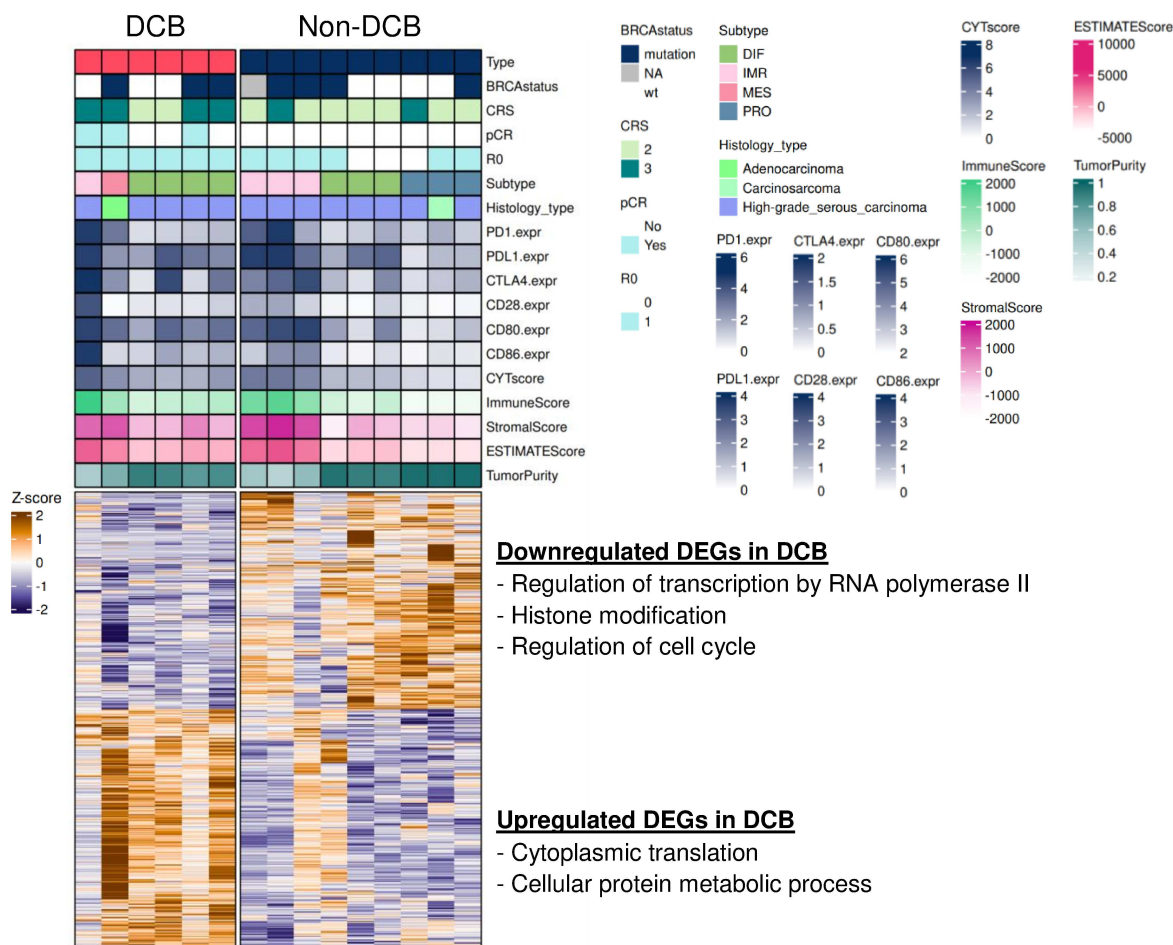 DCB
Non-DCB
Type
BRCAstatus
CRS
pCR
R0
Subtype
Histology_type
PD1.expr
PDL1.expr
CTLA4.expr
CD28.expr
CD80.expr
CD86.expr
CYTscore
ImmuneScore
StromalScore
ESTIMATEScore
TumorPurity
BRCAstatus
mutation
NA
wt
CRS
2
3
pCR
No
Yes
R0
0
1
Subtype
DIF
IMR
MES
PRO
Histology_type
Adenocarcinoma
Carcinosarcoma
High-grade_serous_carcinoma
PD1.expr
6
4
2
0
CTLA4.expr
2
1.5
1
0.5
0
CD80.expr
6
5
4
3
2
PDL1.expr
4
3
2
1
0
CD28.expr
4
3
2
1
0
CD86.expr
4
3
2
1
0
CYTscore
8
6
4
2
0
ESTIMATEScore
10000
5000
0
-5000
ImmuneScore
2000
1000
0
-1000
-2000
TumorPurity
1
0.8
0.6
0.4
0.2
StromalScore
2000
1000
0
-1000
-2000
Z-score
2
1
0
-1
-2
Downregulated DEGs in DCB
- Regulation of transcription by RNA polymerase II
- Histone modification
- Regulation of cell cycle
Upregulated DEGs in DCB
- Cytoplasmic translation
- Cellular protein metabolic process